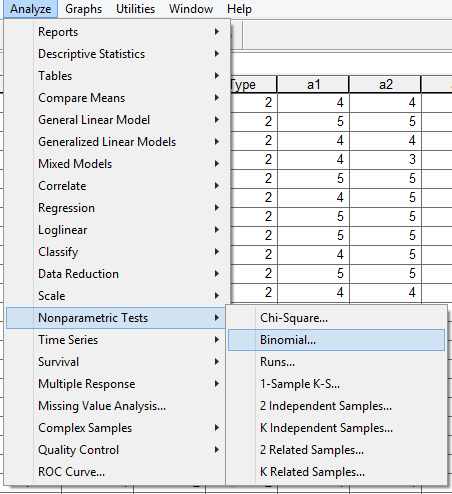 Analyze Graphs Utilities Window Help
Reports
Descriptive Statistics
Tables
Compare Means
General Linear Model
Generalized Linear Models
Mixed Models
Correlate
Regression
Loglinear
Classify
Data Reduction
Scale
Nonparametric Tests
Time Series
Survival
Multiple Response
Missing Value Analysis...
Complex Samples
Quality Control
ROC Curve...
Type a1 a2
2 4 4
2 5 5
2 4 4
2 4 3
2 5 5
2 4 5
2 5 5
2 5 5
2 4 5
2 5 5
2 4 4
Chi-Square...
Binomial...
Runs...
1-Sample K-S...
2 Independent Samples...
K Independent Samples...
2 Related Samples...
K Related Samples...